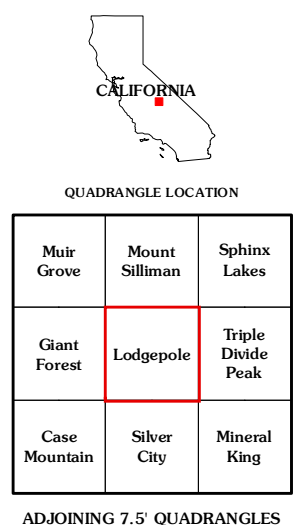 CALIFORNIA
QUADRANGLE LOCATION
Muir
Grove
Mount
Silliman
Sphinx
Lakes
Giant
Forest
Lodgepole
Triple
Divide
Peak
Case
Mountain
Silver
City
Mineral
King
ADJOINING 7.5' QUADRANGLES